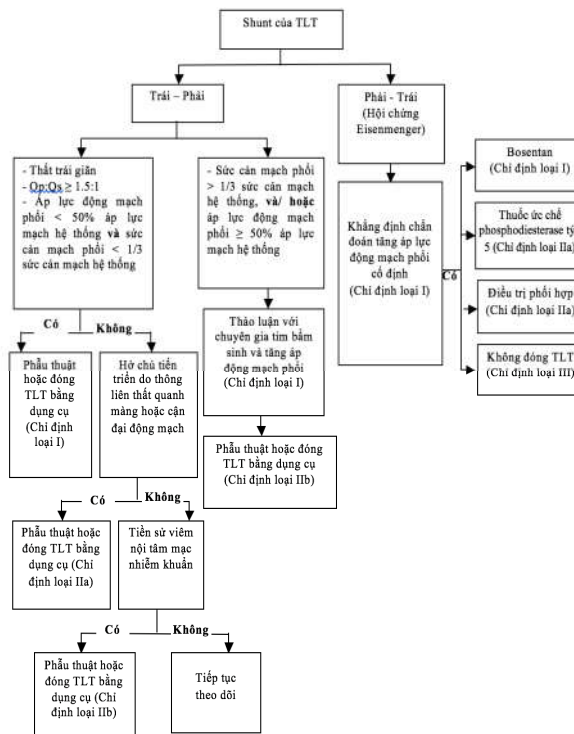 Shunt của TLT
Trái – Phải
Phải - Trái
(Hội chứng
Eisenmenger)
- Thất trái giãn
- Qp:Qs ≥ 1.5:1
- Áp lực động mạch
phổi < 50% áp lực
mạch hệ thống và sức
cản mạch phổi < 1/3
sức cản mạch hệ thống
- Sức cản mạch phổi
> 1/3 sức cản mạch
hệ thống, và/ hoặc
áp lực động mạch
phổi ≥ 50% áp lực
mạch hệ thống
Khẳng định chẩn
đoán tăng áp lực
động mạch phổi
cố định
(Chỉ định loại I)
Có
Bosentan
(Chỉ định loại I)
Thuốc ức chế
phosphodiesterase týp
5 (Chỉ định loại IIa)
Điều trị phối hợp
(Chỉ định loại IIa)
Không đóng TLT
(Chỉ định loại III)
Có
Không
Thảo luận với
chuyên gia tim bẩm
sinh và tăng áp
động mạch phổi
(Chỉ định loại I)
Phẫu thuật
hoặc đóng
TLT bằng
dụng cụ
(Chỉ định
loại I)
Hở chủ tiến
triển do thông
liên thất quanh
màng hoặc cận
đại động mạch
Phẫu thuật hoặc đóng
TLT bằng dụng cụ
(Chỉ định loại IIb)
Có
Không
Phẫu thuật hoặc
đóng TLT bằng
dụng cụ (Chỉ
định loại IIa)
Tiền sử viêm
nội tâm mạc
nhiễm khuẩn
Có
Không
Phẫu thuật hoặc
đóng TLT bằng
dụng cụ (Chỉ
định loại IIb)
Tiếp tục
theo dõi